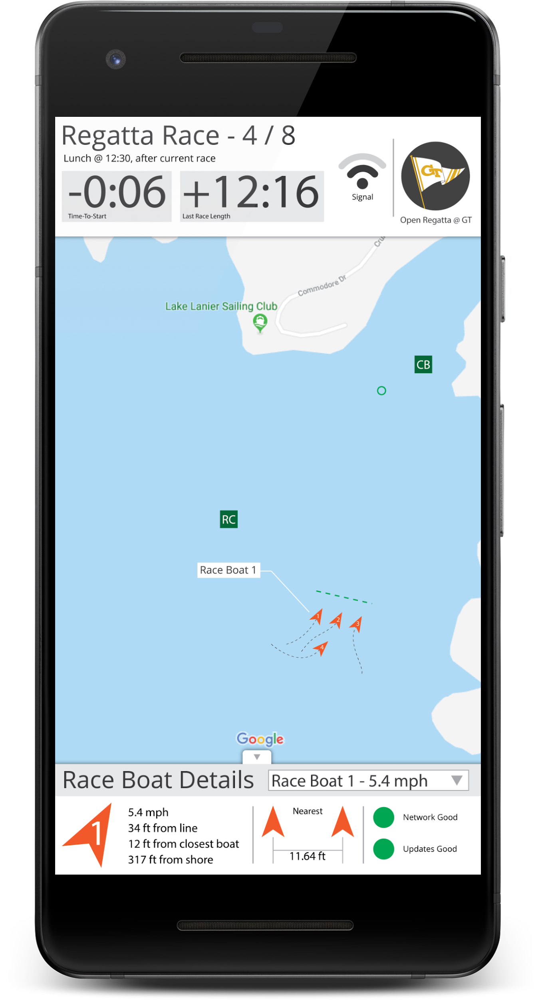 Regatta Race - 4 / 8
Lunch @ 12:30, after current race
-0:06
Time-To-Start
+12:16
Last Race Length
Signal
GT
Open Regatta @ GT
Commodore Dr
Lake Lanier Sailing Club
CB
RC
Race Boat 1
1
2
3
4
Google
Race Boat Details
Race Boat 1 - 5.4 mph
1
5.4 mph
34 ft from line
12 ft from closest boat
317 ft from shore
Nearest
11.64 ft
Network Good
Updates Good